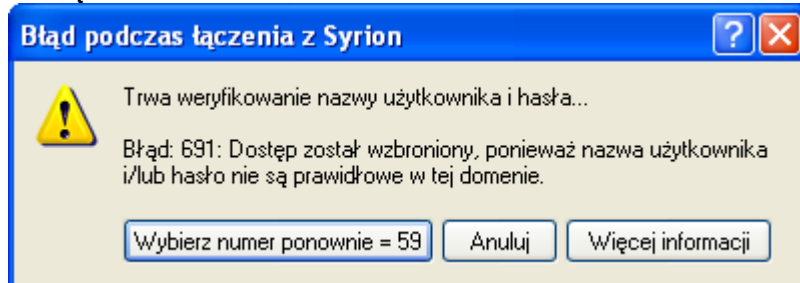 Błąd podczas łączenia z Syrion
Trwa weryfikowanie nazwy użytkownika i hasła...
Błąd: 691: Dostęp został wzbroniony, ponieważ nazwa użytkownika
i/lub hasło nie są prawidłowe w tej domenie.
Wybierz numer ponownie = 59 Anuluj Więcej informacji